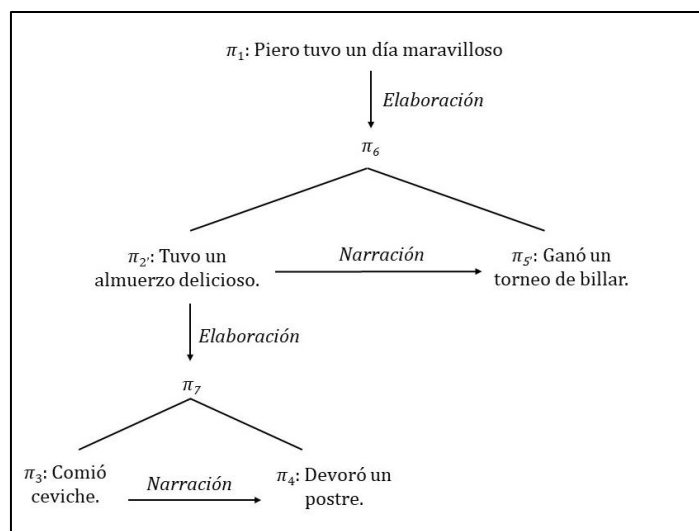 π₁: Piero tuvo un día maravilloso
Elaboración
π₆
π₂′: Tuvo un
almuerzo delicioso.
Narración
π₅′: Ganó un
torneo de billar.
Elaboración
π₇
π₃: Comió
ceviche.
Narración
π₄: Devoró un
postre.